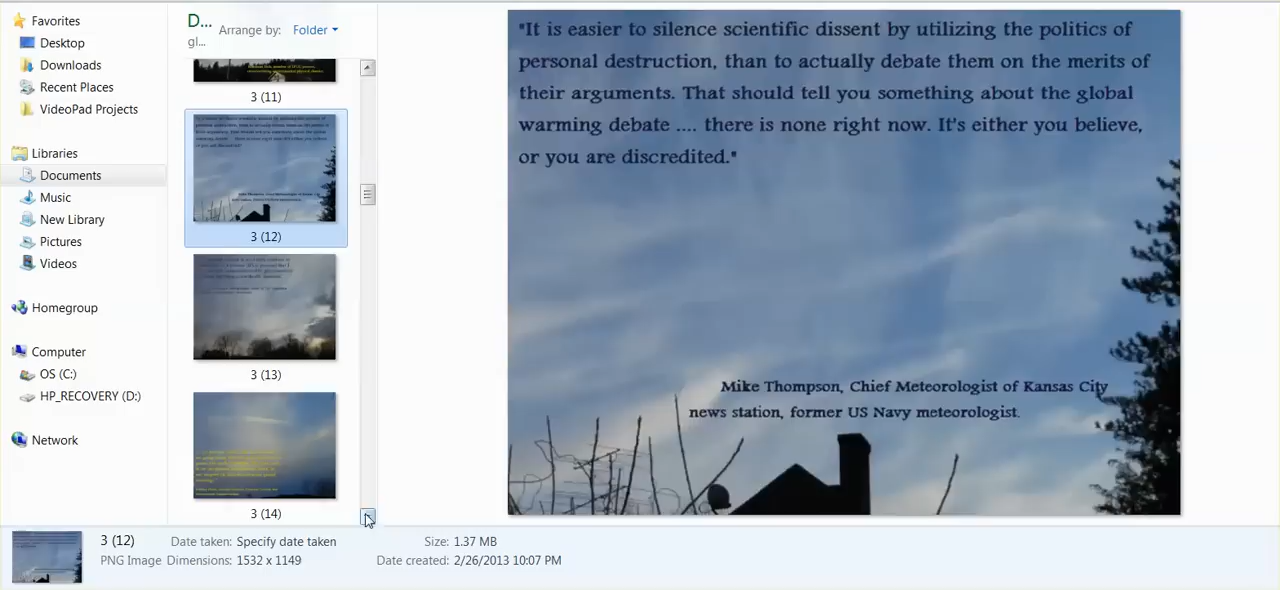 Favorites
Desktop
Downloads
Recent Places
VideoPad Projects
Libraries
Documents
Music
New Library
Pictures
Videos
Homegroup
Computer
OS (C:)
HP_RECOVERY (D:)
Network
D...
gl...
Arrange by: Folder
3 (11)
3 (12)
3 (13)
3 (14)
"It is easier to silence scientific dissent by utilizing the politics of
personal destruction, than to actually debate them on the merits of
their arguments. That should tell you something about the global
warming debate .... there is none right now. It's either you believe,
or you are discredited."
Mike Thompson, Chief Meteorologist of Kansas City
news station, former US Navy meteorologist.
3 (12)
PNG Image
Date taken: Specify date taken
Dimensions: 1532 x 1149
Size: 1.37 MB
Date created: 2/26/2013 10:07 PM